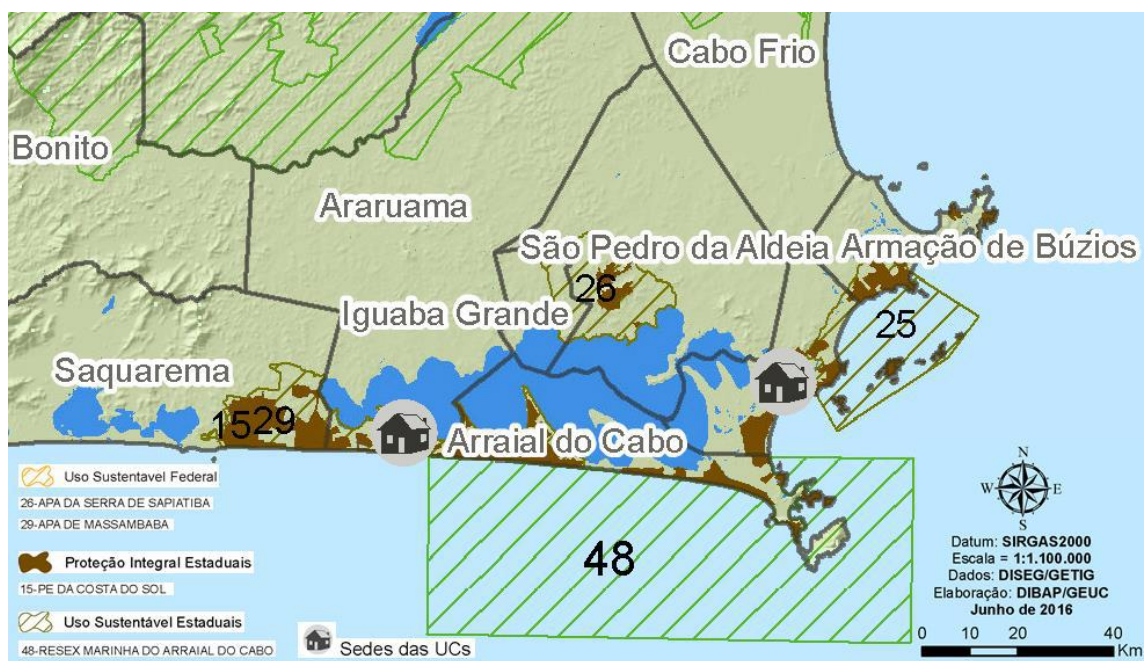 Cabo Frio
Bonito
Araruama
São Pedro da Aldeia
Armação de Búzios
26
Iguaba Grande
25
Saquarema
15
29
Arraial do Cabo
48
Uso Sustentavel Federal
26-APA DA SERRA DE SAPIATIBA
29-APA DE MASSAMBABA
Proteção Integral Estaduais
15-PE DA COSTA DO SOL
Uso Sustentável Estaduais
48-RESEX MARINHA DO ARRAIAL DO CABO
Sedes das UCs
N
W
E
S
Datum: SIRGAS2000
Escala = 1:1.100.000
Dados: DISEG/GETIG
Elaboração: DIBAP/GEUC
Junho de 2016
0 10 20 40
Km